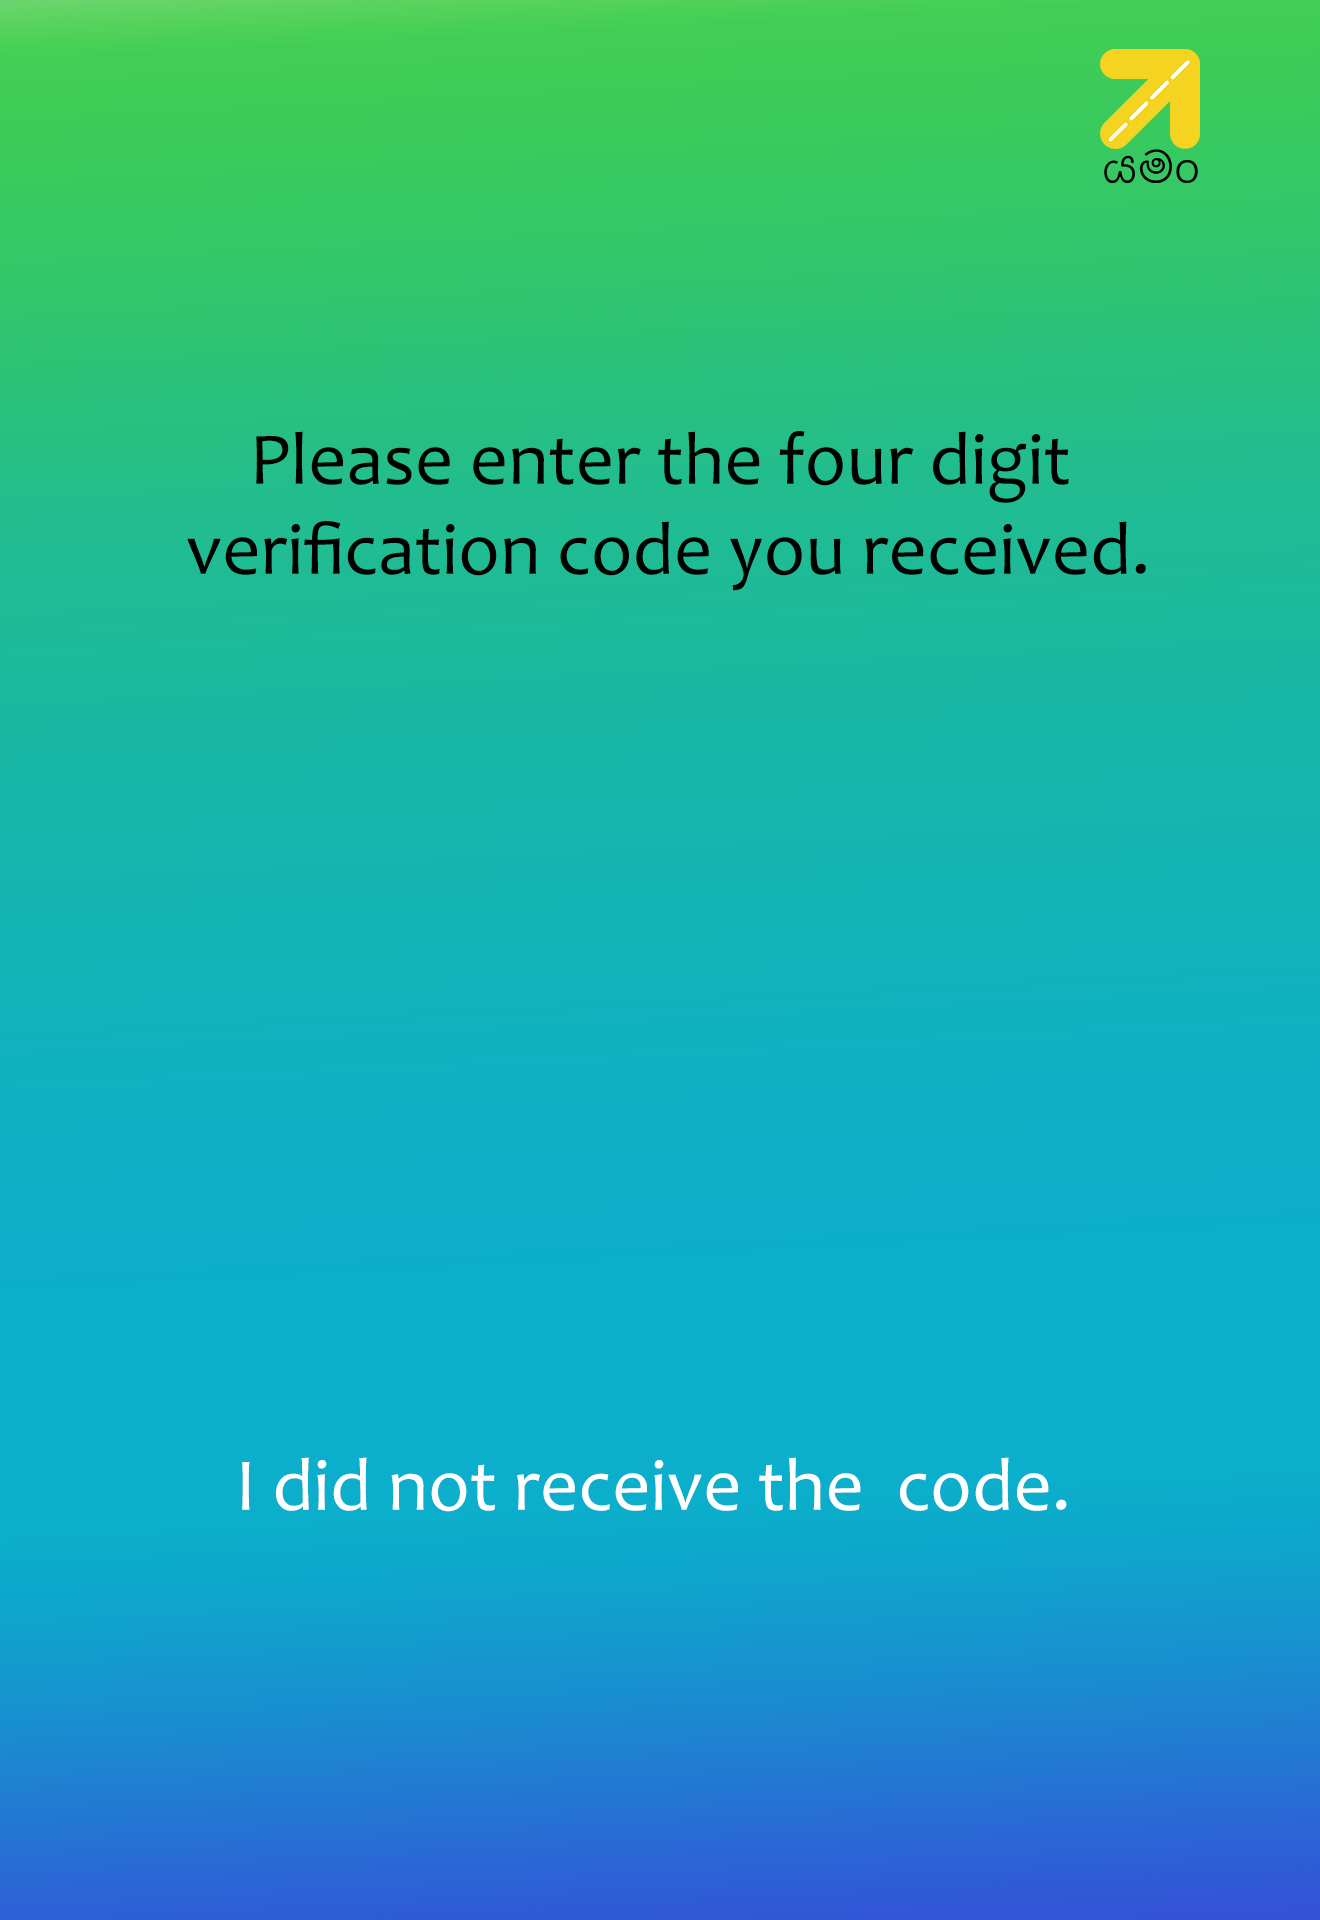 යමං
Please enter the four digit
verification code you received.
I did not receive the  code.